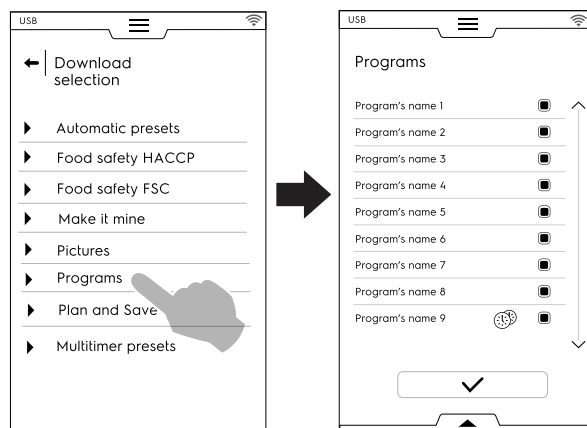 USB
Download
selection
Automatic presets
Food safety HACCP
Food safety FSC
Make it mine
Pictures
Programs
Plan and Save
Multitimer presets
USB
Programs
Program's name 1
Program's name 2
Program's name 3
Program's name 4
Program's name 5
Program's name 6
Program's name 7
Program's name 8
Program's name 9